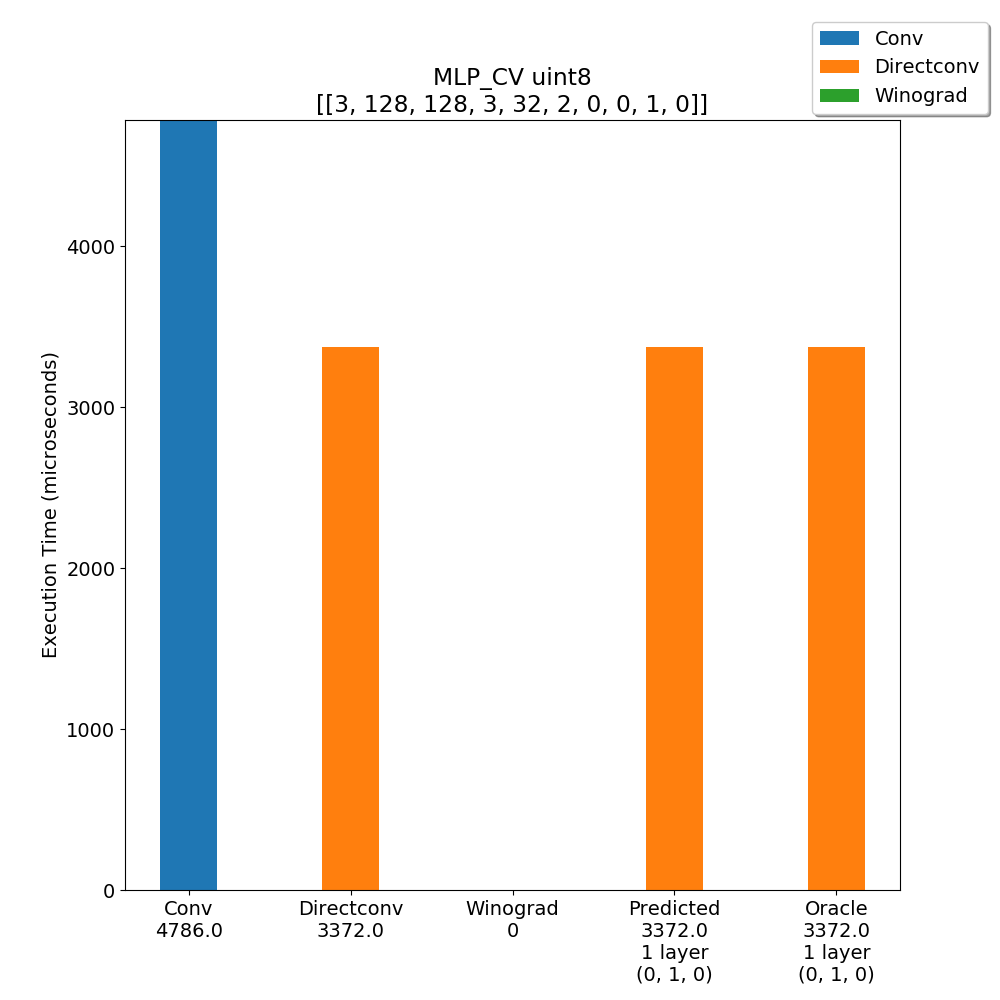 Conv
Directconv
Winograd
MLP_CV uint8
[[3, 128, 128, 3, 32, 2, 0, 0, 1, 0]]
Execution Time (microseconds)
4000
3000
2000
1000
0
Conv
4786.0
Directconv
3372.0
Winograd
0
Predicted
3372.0
1 layer
(0, 1, 0)
Oracle
3372.0
1 layer
(0, 1, 0)